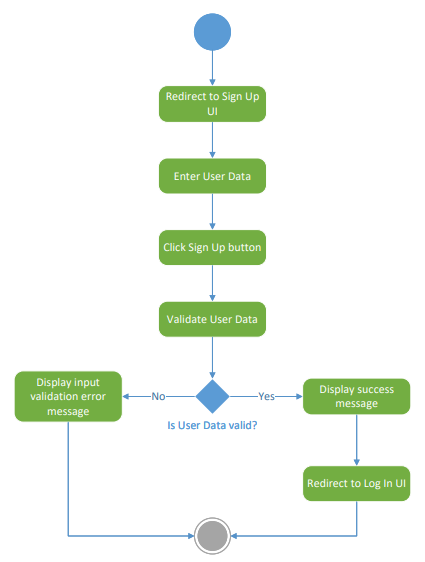 Redirect to Sign Up
UI
Enter User Data
Click Sign Up button
Validate User Data
Display input
validation error
message
No
Yes
Display success
message
Is User Data valid?
Redirect to Log In UI